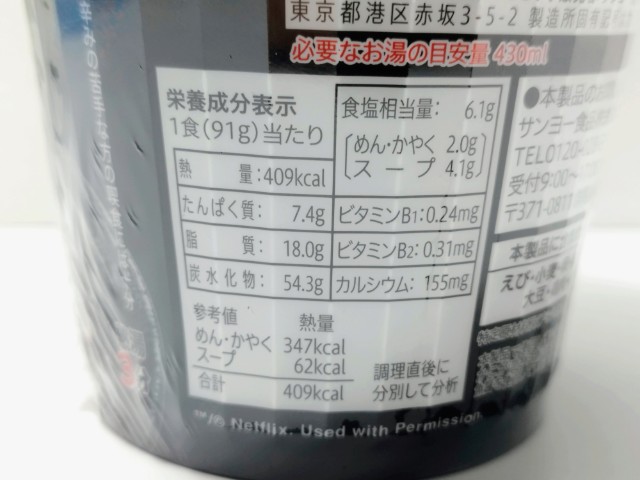 東京都港区赤坂3-5-2 製造所固有記
必要なお湯の目安量 430ml
栄養成分表示
1食(91g)当たり
熱量:409kcal
たんぱく質: 7.4g
脂質: 18.0g
炭水化物: 54.3g
食塩相当量: 6.1g
めん・かやく 2.0g
スープ 4.1g
ビタミンB1:0.24mg
ビタミンB2:0.31mg
カルシウム: 155mg
参考値 熱量
めん・かやく 347kcal
スープ 62kcal
合計 409kcal
調理直後に
分別して分析
●本製品の
サンヨー食品
TEL0120-
受付9:00~
〒371-0811
本製品に
えび・小麦
大豆
™/© Netflix. Used with Permission.